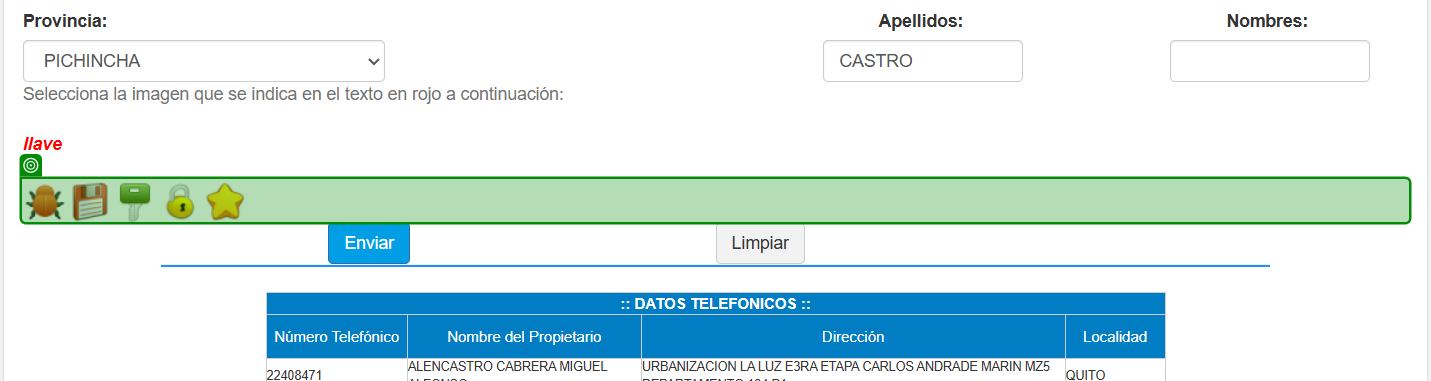 Provincia: Apellidos: Nombres:
PICHINCHA CASTRO
Selecciona la imagen que se indica en el texto en rojo a continuación:
llave
Enviar Limpiar
:: DATOS TELEFONICOS ::
Número Telefónico Nombre del Propietario Dirección Localidad
ALENCASTRO CABRERA MIGUEL URBANIZACION LA LUZ E3RA ETAPA CARLOS ANDRADE MARIN MZ5
22408471 QUITO